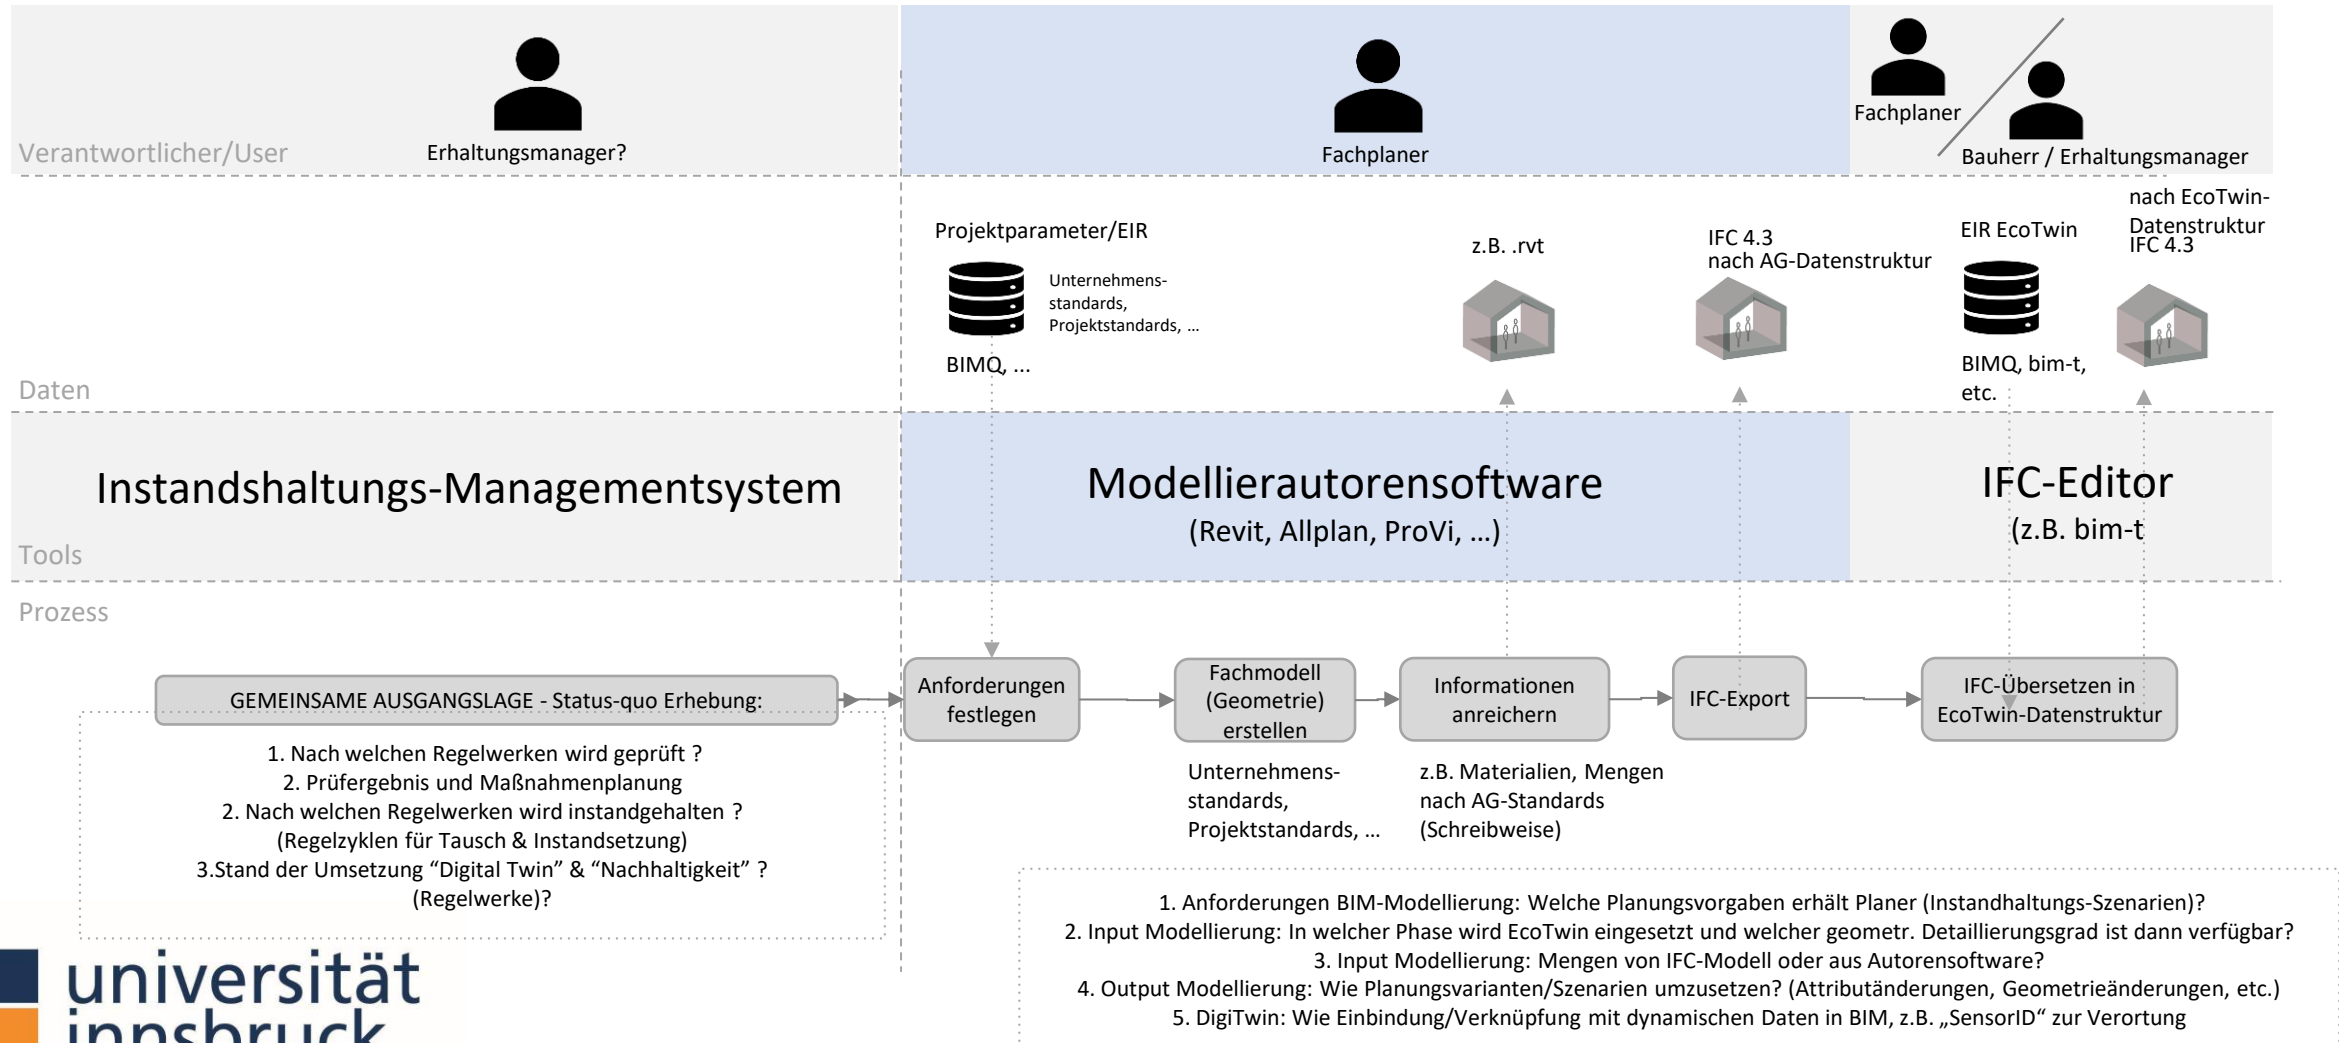 Verantwortlicher/User
Erhaltungsmanager?
Fachplaner
Fachplaner
Bauherr / Erhaltungsmanager
Daten
Projektparameter/EIR
Unternehmens-
standards,
Projektstandards, …
BIMQ, ...
z.B. .rvt
IFC 4.3
nach AG-Datenstruktur
EIR EcoTwin
BIMQ, bim-t,
etc.
nach EcoTwin-
Datenstruktur
IFC 4.3
Tools
Instandshaltungs-Managementsystem
Modellierautorensoftware
(Revit, Allplan, ProVi, …)
IFC-Editor
(z.B. bim-t
Prozess
GEMEINSAME AUSGANGSLAGE - Status-quo Erhebung:
1. Nach welchen Regelwerken wird geprüft ?
2. Prüfergebnis und Maßnahmenplanung
2. Nach welchen Regelwerken wird instandgehalten ?
(Regelzyklen für Tausch & Instandsetzung)
3.Stand der Umsetzung “Digital Twin” & “Nachhaltigkeit” ?
(Regelwerke)?
Anforderungen
festlegen
Fachmodell
(Geometrie)
erstellen
Unternehmens-
standards,
Projektstandards, …
Informationen
anreichern
z.B. Materialien, Mengen
nach AG-Standards
(Schreibweise)
IFC-Export
IFC-Übersetzen in
EcoTwin-Datenstruktur
1. Anforderungen BIM-Modellierung: Welche Planungsvorgaben erhält Planer (Instandhaltungs-Szenarien)?
2. Input Modellierung: In welcher Phase wird EcoTwin eingesetzt und welcher geometr. Detaillierungsgrad ist dann verfügbar?
3. Input Modellierung: Mengen von IFC-Modell oder aus Autorensoftware?
4. Output Modellierung: Wie Planungsvarianten/Szenarien umzusetzen? (Attributänderungen, Geometrieänderungen, etc.)
5. DigiTwin: Wie Einbindung/Verknüpfung mit dynamischen Daten in BIM, z.B. „SensorID“ zur Verortung
universität
innsbruck